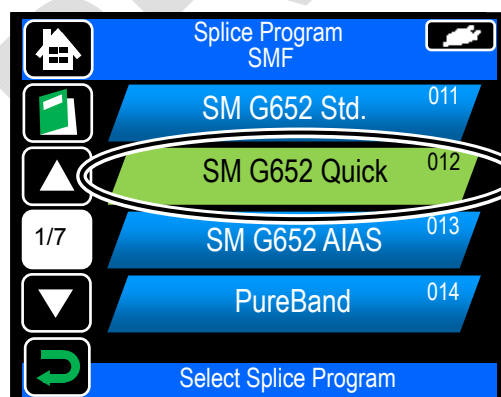 Splice Program
SMF
SM G652 Std. 011
SM G652 Quick 012
1/7
SM G652 AIAS 013
PureBand 014
Select Splice Program